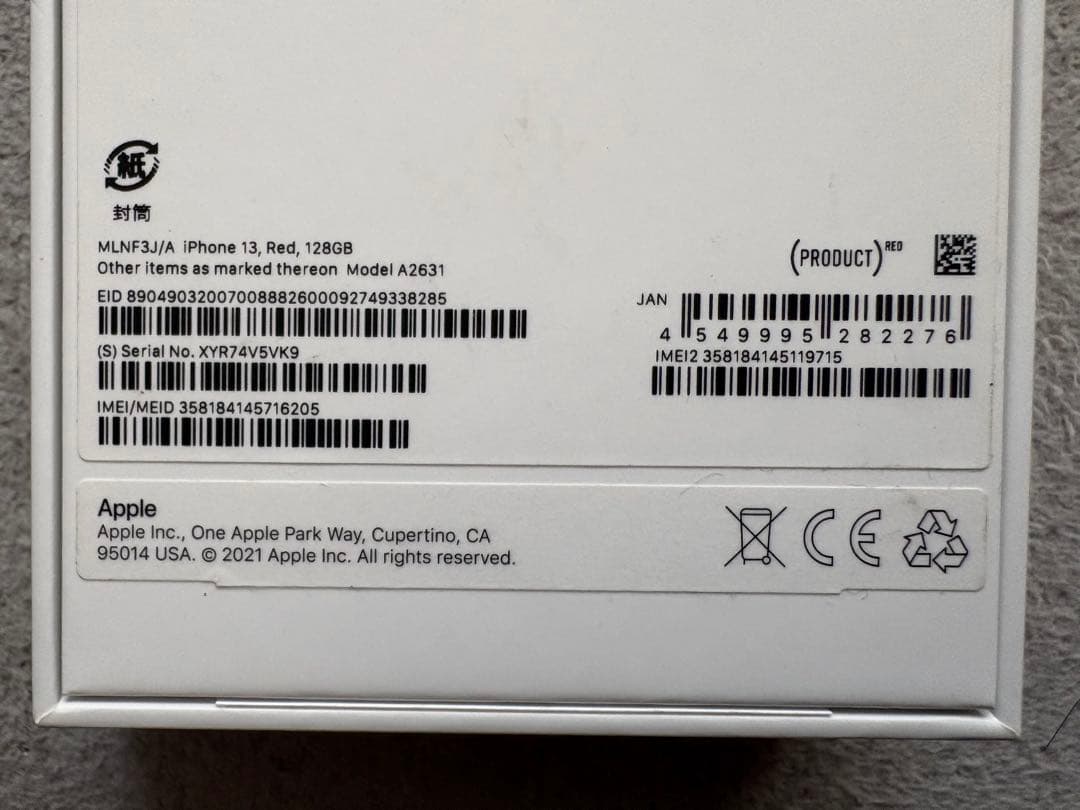 紙
封筒
MLNF3J/A iPhone 13, Red, 128GB
Other items as marked thereon Model A2631
(PRODUCT)RED
EID 89049032007008882600092749338285
JAN
4 549995 282276
(S) Serial No. XYR74V5VK9
IMEI2 358184145119715
IMEI/MEID 358184145716205
Apple
Apple Inc., One Apple Park Way, Cupertino, CA
95014 USA. © 2021 Apple Inc. All rights reserved.
CE